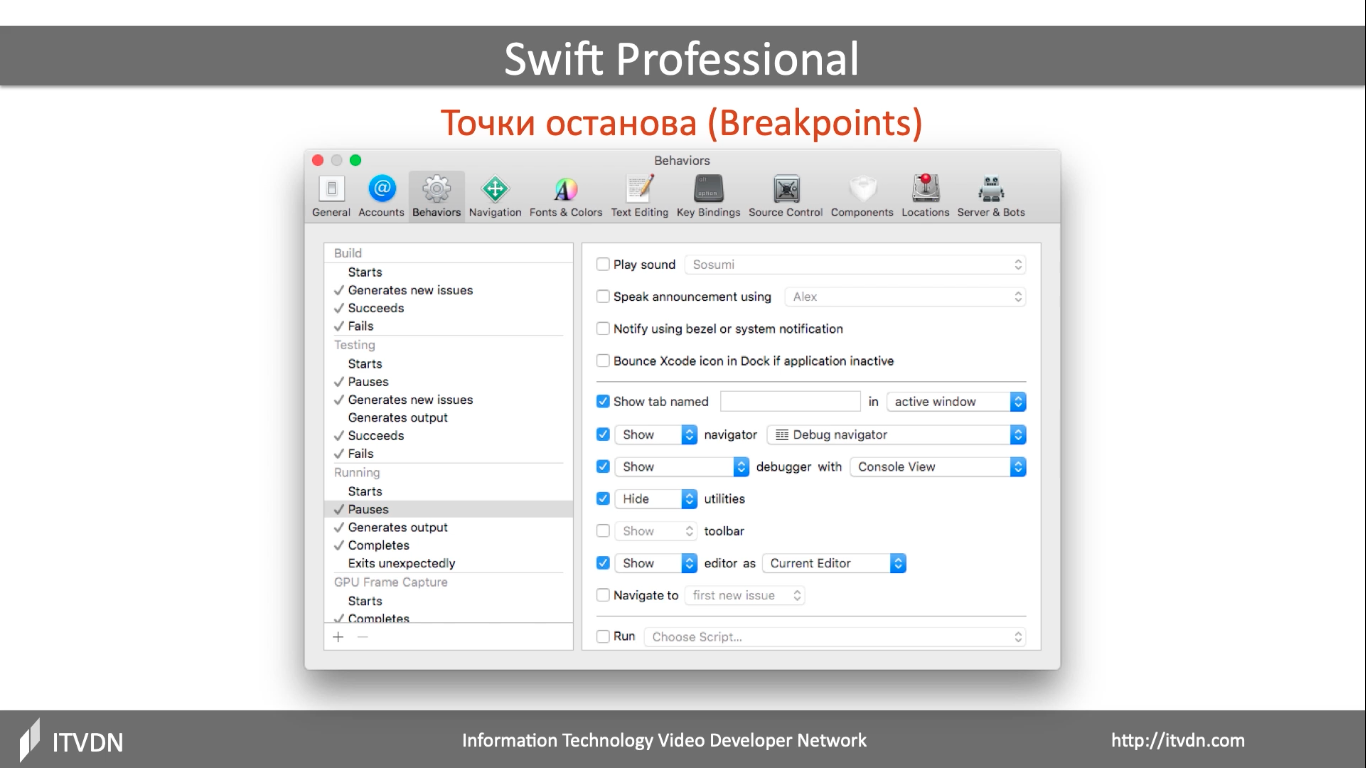 Swift Professional
Точки останова (Breakpoints)
Behaviors
General Accounts Behaviors Navigation Fonts & Colors Text Editing Key Bindings Source Control Components Locations Server & Bots
Build
Starts
Generates new issues
Succeeds
Fails
Testing
Starts
Pauses
Generates new issues
Generates output
Succeeds
Fails
Running
Starts
Pauses
Generates output
Completes
Exits unexpectedly
GPU Frame Capture
Starts
Completes
Play sound Sosumi
Speak announcement using Alex
Notify using bezel or system notification
Bounce Xcode icon in Dock if application inactive
Show tab named in active window
Show navigator Debug navigator
Show debugger with Console View
Hide utilities
Show toolbar
Show editor as Current Editor
Navigate to first new issue
Run Choose Script...
ITVDN
Information Technology Video Developer Network
http://itvdn.com